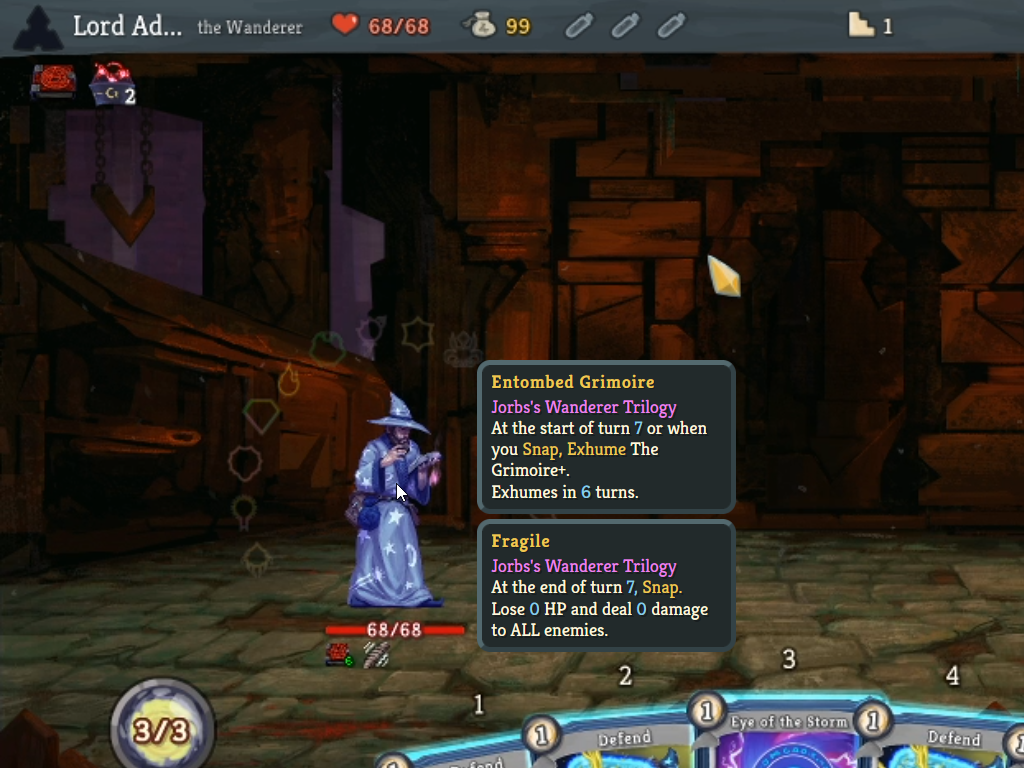 Lord Ad... the Wanderer 68/68 99 1
2
Entombed Grimoire
Jorbs's Wanderer Trilogy
At the start of turn 7 or when
you Snap, Exhume The
Grimoire+.
Exhumes in 6 turns.
Fragile
Jorbs's Wanderer Trilogy
At the end of turn 7, Snap.
Lose 0 HP and deal 0 damage
to ALL enemies.
68/68
6
1 2 3 4
3/3
1 Defend
1 Eye of the Storm
1 Defend
Defend